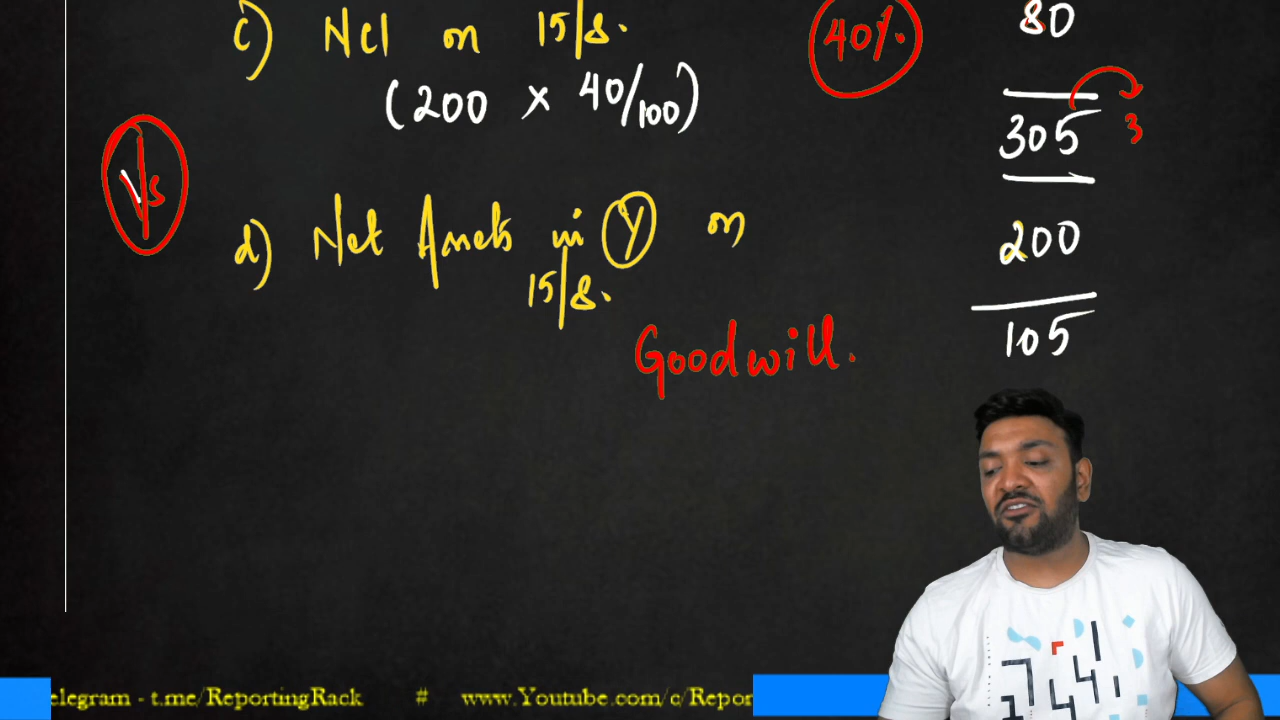 c) NCI on 15/8. 40%. 80
(200 × 40/100)
305 3
Vs
d) Net Assets in Y on 200
15/8.
Goodwill. 105
elegram - t.me/ReportingRack # www.Youtube.com/c/Repor